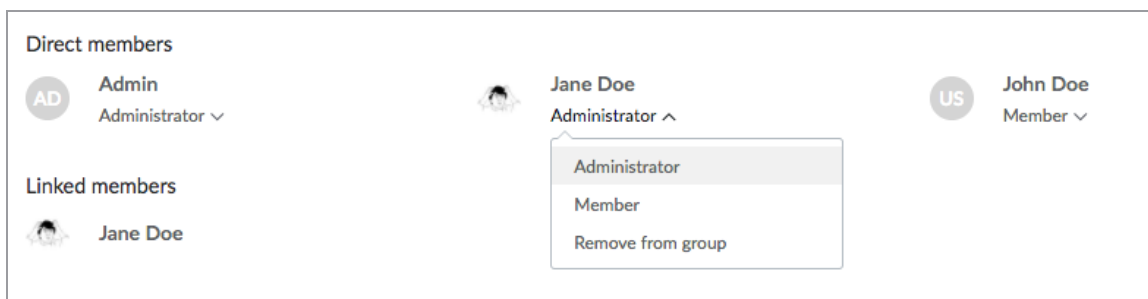 Direct members
AD
Admin
Administrator
Jane Doe
Administrator
US
John Doe
Member
Administrator
Member
Remove from group
Linked members
Jane Doe